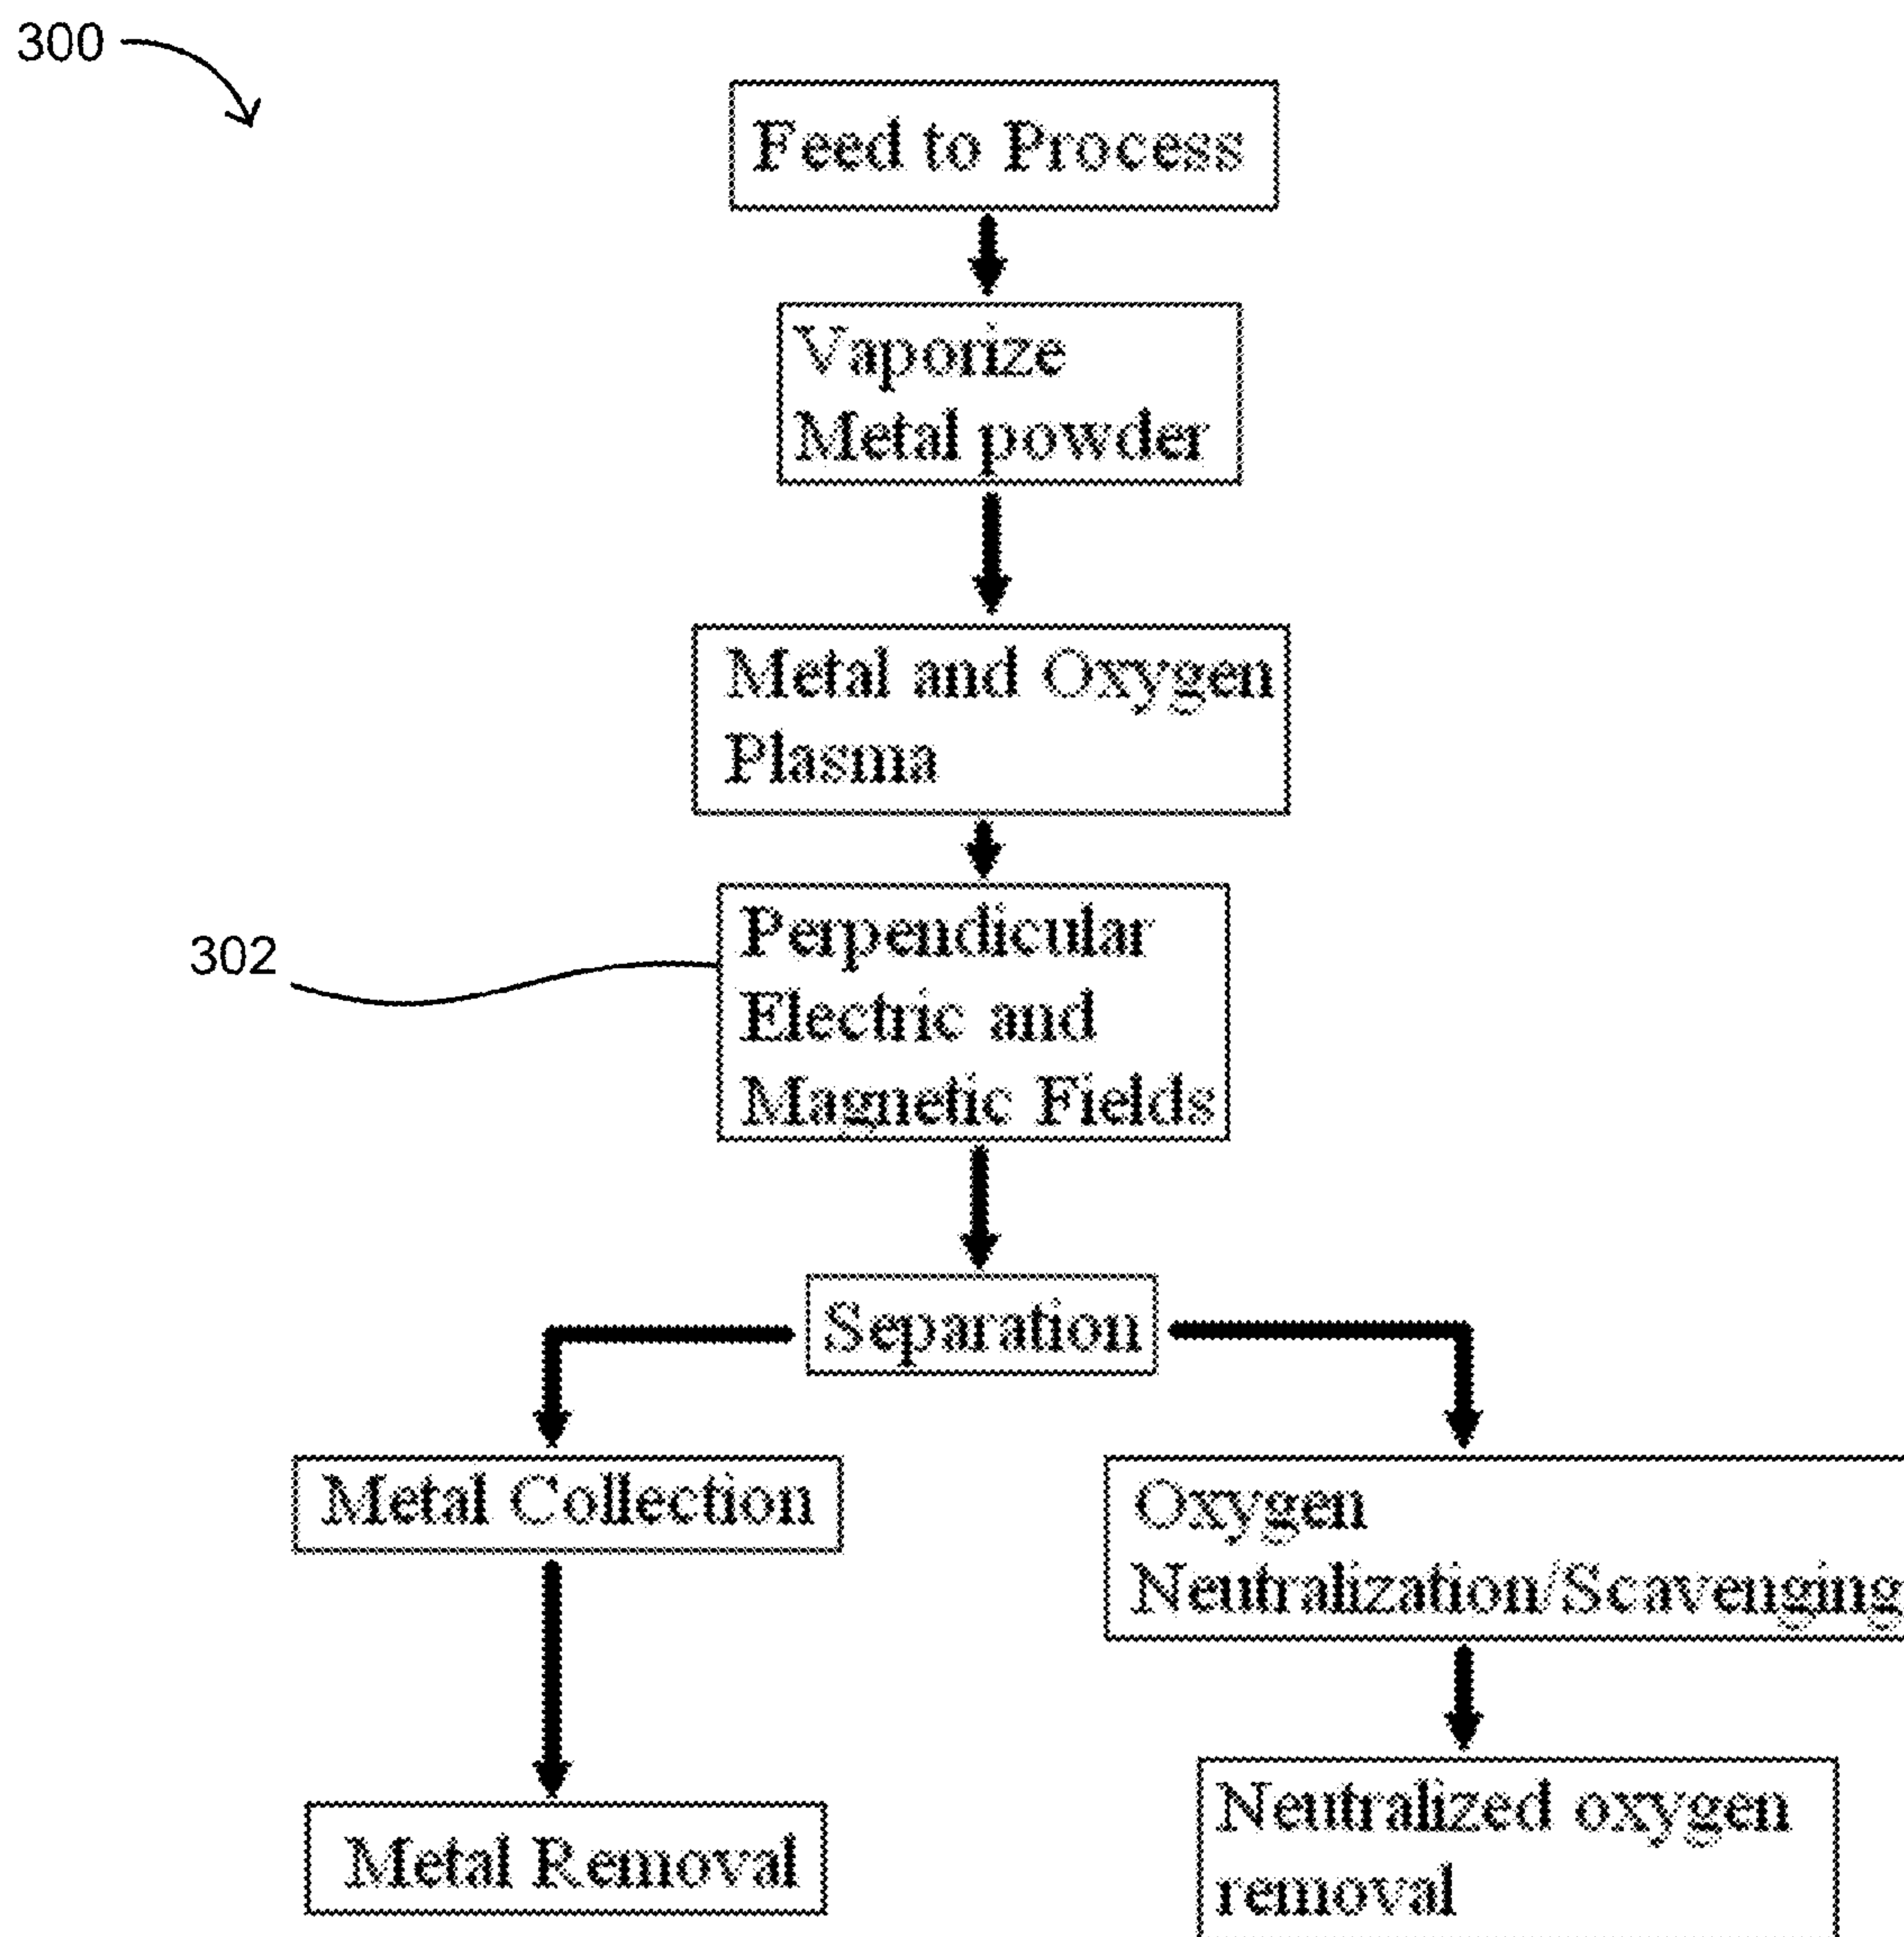 300
Feed to Process
Vaporize
Metal powder
Metal and Oxygen
Plasma
302
Perpendicular
Electric and
Magnetic Fields
Separation
Metal Collection
Oxygen
Neutralization/Scavenging
Metal Removal
Neutralized oxygen
removal